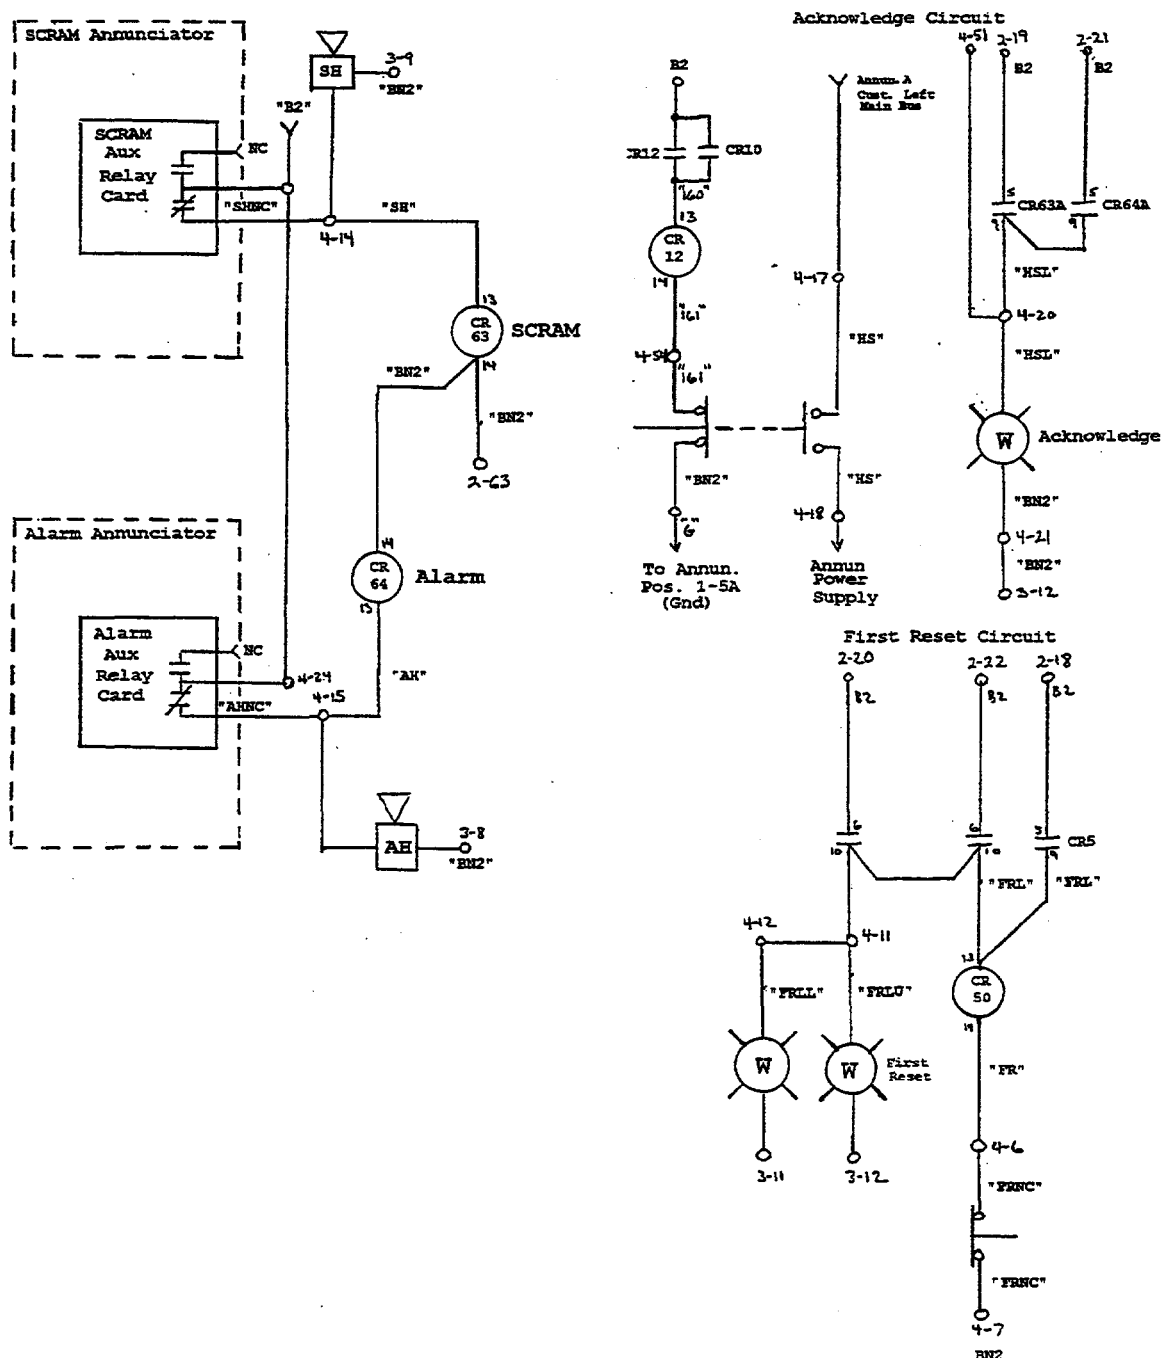 SCRAM Annunciator
SH
3-9
"BN2"
"B2"
SCRAM
Aux
Relay
Card
NC
"SHNC"
"SH"
4-14
13
CR
63
SCRAM
14
"BN2"
"BN2"
2-63
Alarm Annunciator
14
CR
64
Alarm
13
Alarm
Aux
Relay
Card
NC
4-24
"AH"
4-15
"AHNC"
AH
3-8
"BN2"
Acknowledge Circuit
B2
Annun. A
Cust. Left
Main Bus
4-51
2-19
B2
2-21
B2
CR12
CR10
"160"
13
CR
12
14
"161"
"161"
4-17
"HS"
5
CR63A
9
5
CR64A
9
"HSL"
4-20
"HSL"
W
Acknowledge
"BN2"
"HS"
"BN2"
4-18
4-21
"G"
"BN2"
To Annun.
Pos. 1-5A
(Gnd)
Annun
Power
Supply
3-12
First Reset Circuit
2-20
2-22
2-18
B2
B2
B2
6
10
6
10
5
CR5
9
"FRL"
"FRL"
4-12
4-11
13
CR
50
14
"FRLL"
"FRLU"
W
W
First
Reset
"FR"
4-6
3-11
3-12
"FRNC"
"FRNC"
4-7
BN2